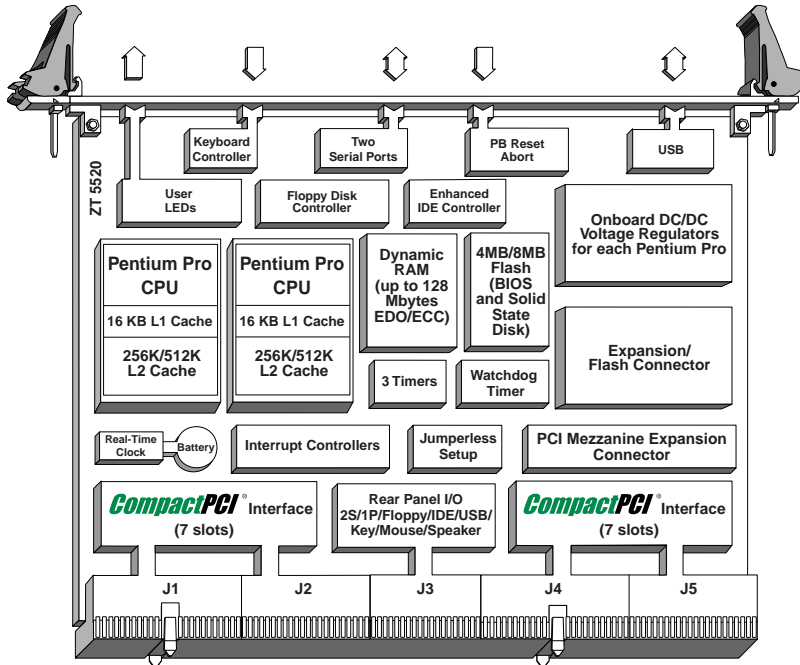 Keyboard
Controller
Two
Serial Ports
PB Reset
Abort
USB
ZT 5520
User
LEDs
Floppy Disk
Controller
Enhanced
IDE Controller
Onboard DC/DC
Voltage Regulators
for each Pentium Pro
Pentium Pro
CPU
16 KB L1 Cache
256K/512K
L2 Cache
Pentium Pro
CPU
16 KB L1 Cache
256K/512K
L2 Cache
Dynamic
RAM
(up to 128
Mbytes
EDO/ECC)
4MB/8MB
Flash
(BIOS
and Solid
State
Disk)
Expansion/
Flash Connector
3 Timers
Watchdog
Timer
Real-Time
Clock
Battery
Interrupt Controllers
Jumperless
Setup
PCI Mezzanine Expansion
Connector
CompactPCI® Interface
(7 slots)
Rear Panel I/O
2S/1P/Floppy/IDE/USB/
Key/Mouse/Speaker
CompactPCI® Interface
(7 slots)
J1
J2
J3
J4
J5